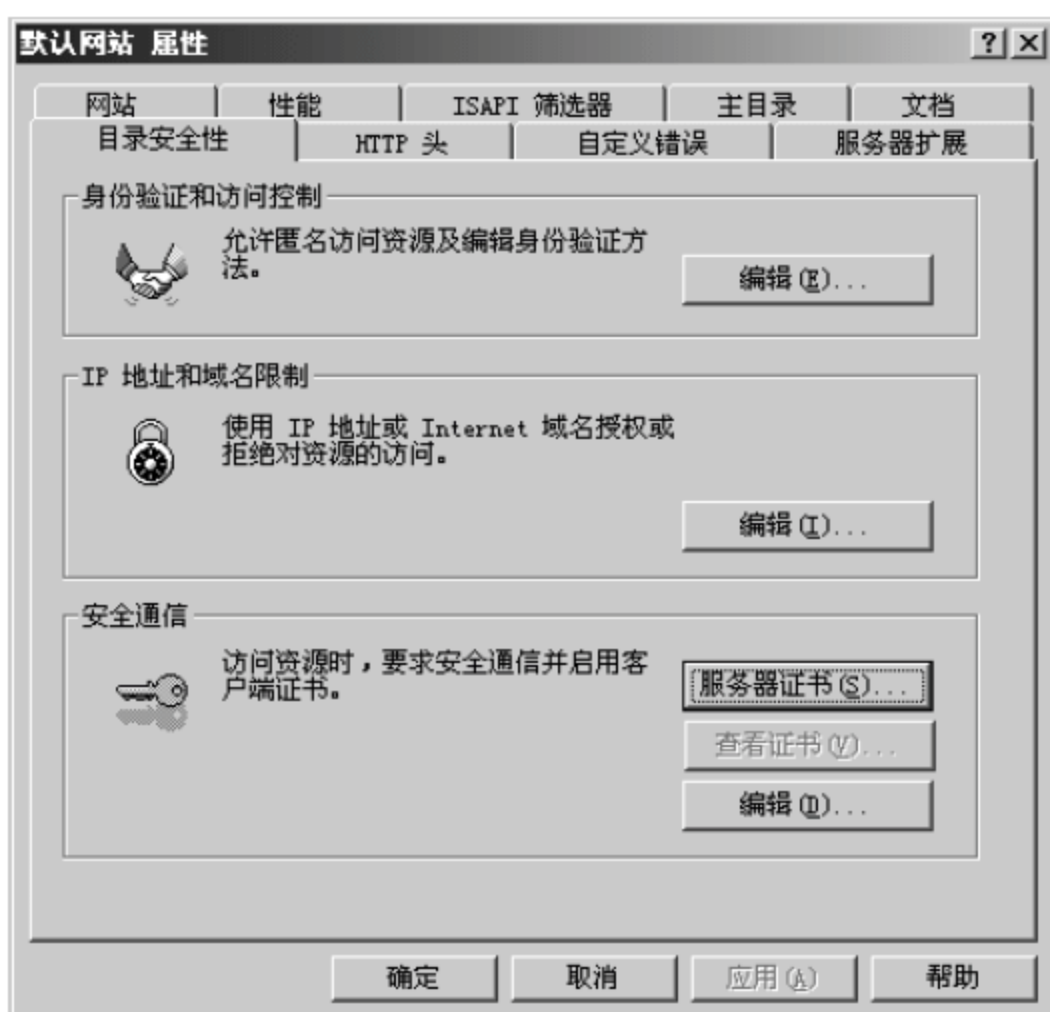 默认网站 属性
网站 性能 ISAPI 筛选器 主目录 文档
目录安全性 HTTP 头 自定义错误 服务器扩展
身份验证和访问控制
允许匿名访问资源及编辑身份验证方
法。
编辑(E)...
IP 地址和域名限制
使用 IP 地址或 Internet 域名授权或
拒绝对资源的访问。
编辑(I)...
安全通信
访问资源时，要求安全通信并启用客
户端证书。
服务器证书(S)...
查看证书(V)...
编辑(D)...
确定 取消 应用(A) 帮助